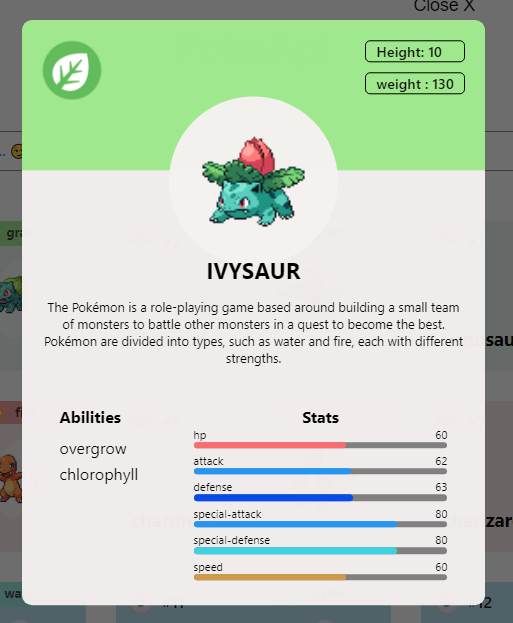 Close X
Height: 10
weight : 130
IVYSAUR
The Pokémon is a role-playing game based around building a small team
of monsters to battle other monsters in a quest to become the best.
Pokémon are divided into types, such as water and fire, each with different
strengths.
Abilities
Stats
overgrow
chlorophyll
hp 60
attack 62
defense 63
special-attack 80
special-defense 80
speed 60